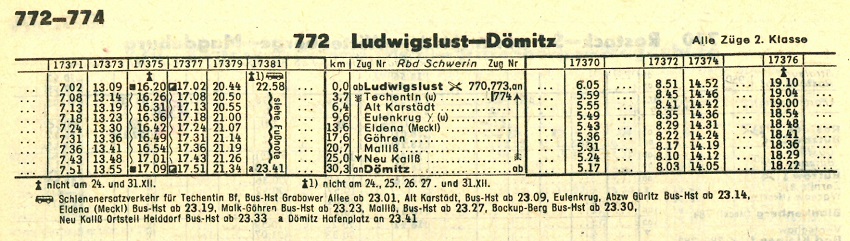 772-774
772 Ludwigslust—Dömitz Alle Züge 2. Klasse
17371 17373 17375 17377 17379 17381 km Zug Nr Rbd Schwerin Zug Nr 17370 17372 17374 17376
... 7.02 13.09 16.20 17.02 20.44 1) 22.58 0,0 ab Ludwigslust 770,773, an ... 6.05 ... 8.51 14.52 ... 19.10
... 7.08 13.14 16.26 17.08 20.50 3,7 Techentin (u) 774 ... 5.59 ... 8.45 14.46 ... 19.04
... 7.13 13.19 16.31 17.13 20.55 siehe Fußnote 6,4 Alt Karstädt ... 5.55 ... 8.41 14.42 ... 19.00
... 7.18 13.23 16.36 17.18 21.00 9,6 Eulenkrug (u) ... 5.49 ... 8.35 14.36 ... 18.54
... 7.24 13.30 16.42 17.24 21.07 13,6 Eldena (Meckl) ... 5.43 ... 8.29 14.31 ... 18.48
... 7.31 13.36 16.49 17.31 21.14 17,6 Göhren ... 5.36 ... 8.22 14.24 ... 18.41
... 7.36 13.41 16.54 17.36 21.19 20,7 Malliß ... 5.31 ... 8.17 14.19 ... 18.36
... 7.43 13.48 17.01 17.43 21.26 25,0 Neu Kaliß ... 5.24 ... 8.10 14.12 ... 18.29
... 7.51 13.55 17.09 17.51 21.34 a 23.41 30,3 an Dömitz ab ... 5.17 ... 8.03 14.05 ... 18.22
nicht am 24. und 31.XII. 1) nicht am 24., 25., 26. 27. und 31.XII.
Schienenersatzverkehr für Techentin Bf, Bus-Hst Grabower Allee ab 23.01, Alt Karstädt, Bus-Hst ab 23.09, Eulenkrug, Abzw Güritz Bus-Hst ab 23.14,
Eldena (Meckl) Bus-Hst ab 23.19, Malk-Göhren Bus-Hst ab 23.23, Malliß, Bus-Hst ab 23.27, Bockup-Berg Bus-Hst ab 23.30,
Neu Kaliß Ortsteil Heiddorf Bus-Hst ab 23.33 a Dömitz Hafenplatz an 23.41